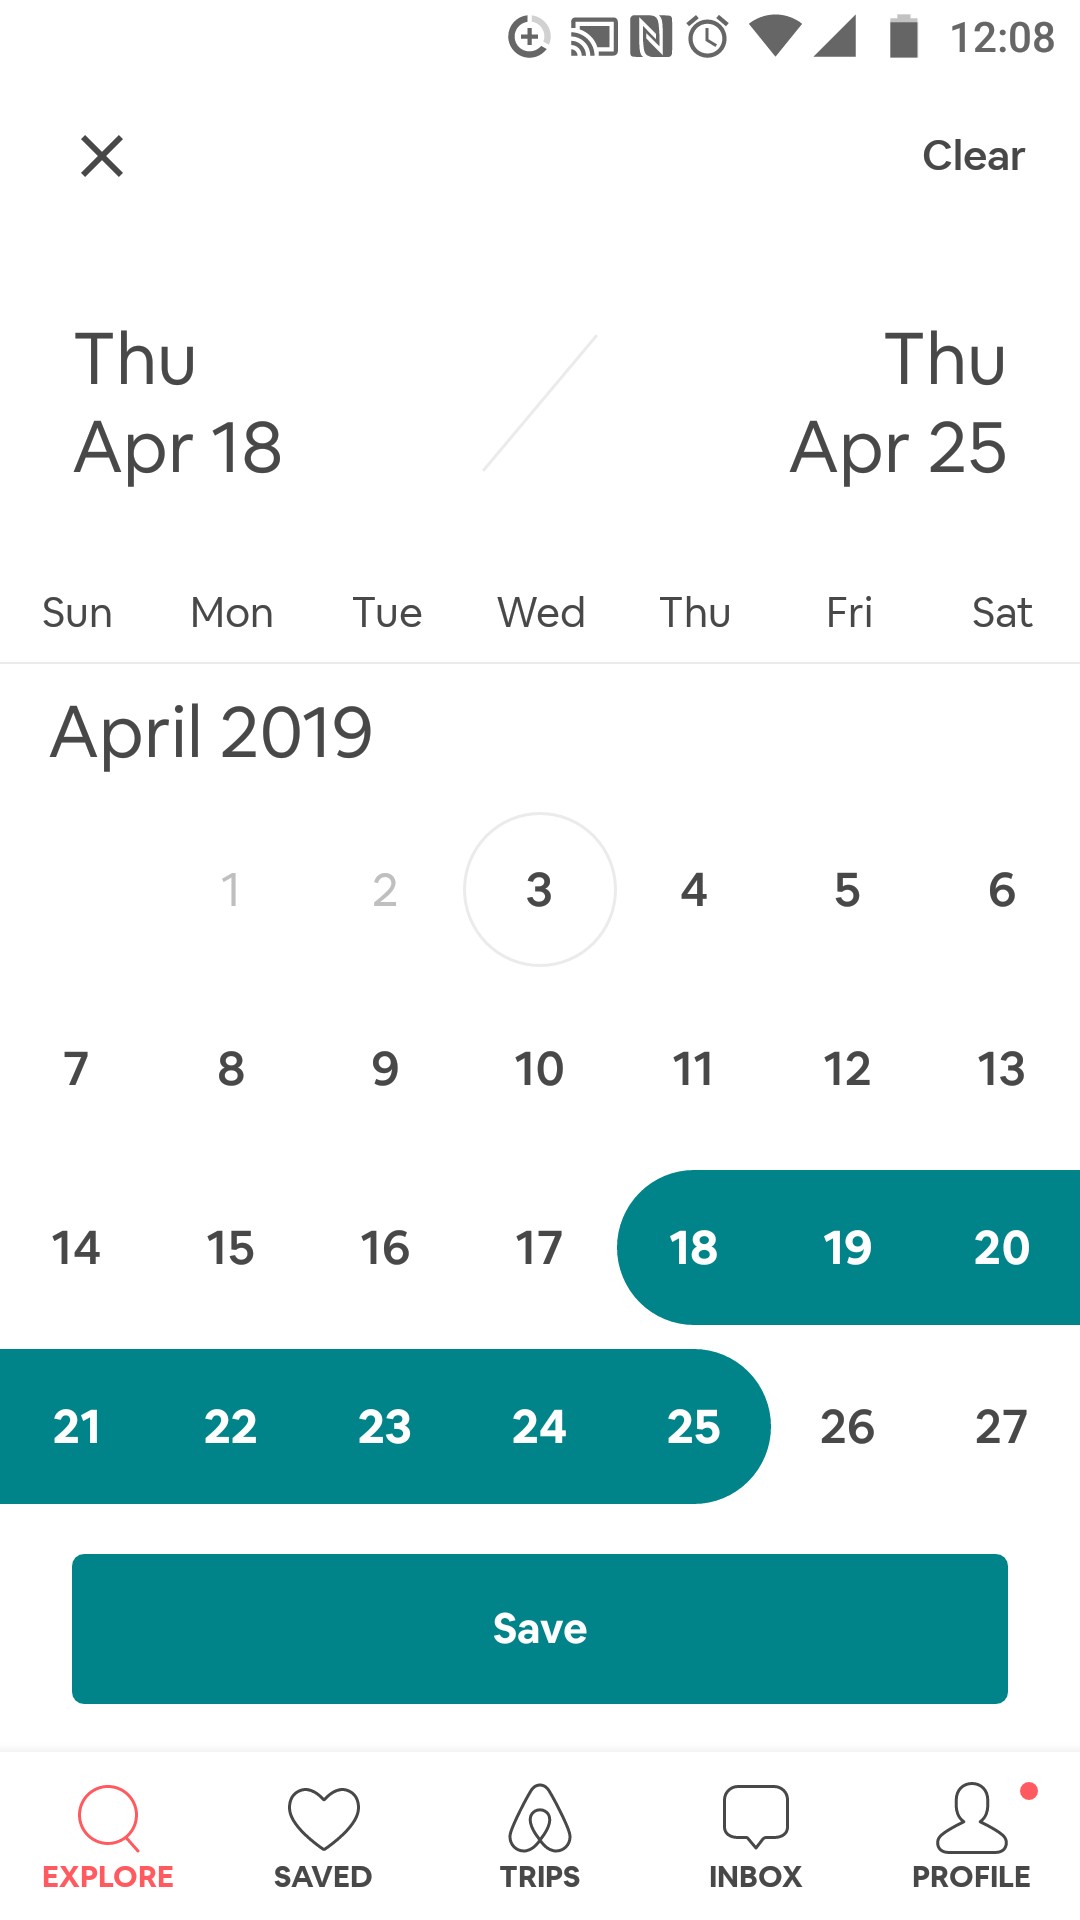 12:08
Clear
Thu Thu
Apr 18 Apr 25
Sun Mon Tue Wed Thu Fri Sat
April 2019
1 2 3 4 5 6
7 8 9 10 11 12 13
14 15 16 17 18 19 20
21 22 23 24 25 26 27
Save
EXPLORE SAVED TRIPS INBOX PROFILE